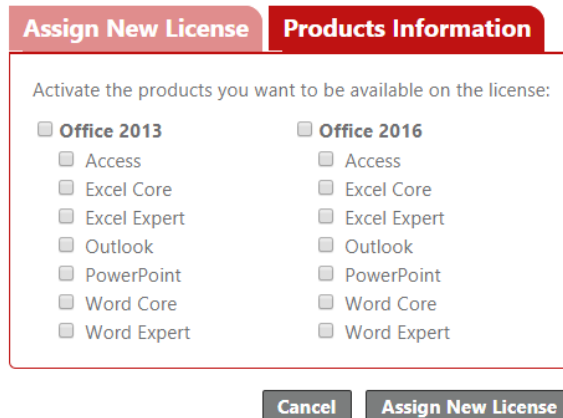 Assign New License Products Information
Activate the products you want to be available on the license:
Office 2013
Access
Excel Core
Excel Expert
Outlook
PowerPoint
Word Core
Word Expert
Office 2016
Access
Excel Core
Excel Expert
Outlook
PowerPoint
Word Core
Word Expert
Cancel Assign New License